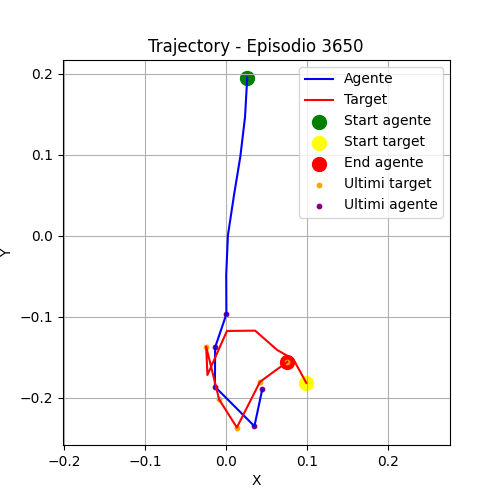 Trajectory - Episodio 3650
Agente
Target
Start agente
Start target
End agente
Ultimi target
Ultimi agente
0.2
0.1
0.0
−0.1
−0.2
Y
−0.2 −0.1 0.0 0.1 0.2
X